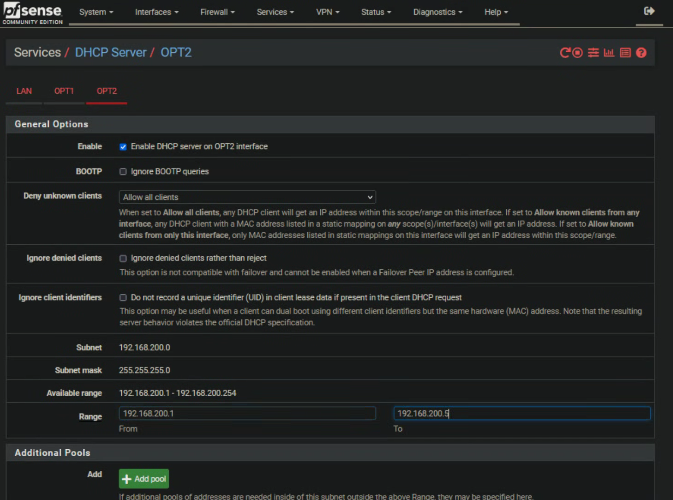 pfsense
COMMUNITY EDITION
System Interfaces Firewall Services VPN Status Diagnostics Help
Services / DHCP Server / OPT2
LAN OPT1 OPT2
General Options
Enable Enable DHCP server on OPT2 interface
BOOTP Ignore BOOTP queries
Deny unknown clients Allow all clients
When set to Allow all clients, any DHCP client will get an IP address within this scope/range on this interface. If set to Allow known clients from any
interface, any DHCP client with a MAC address listed in a static mapping on any scope(s)/interface(s) will get an IP address. If set to Allow known
clients from only this interface, only MAC addresses listed in static mappings on this interface will get an IP address within this scope/range.
Ignore denied clients Ignore denied clients rather than reject
This option is not compatible with failover and cannot be enabled when a Failover Peer IP address is configured.
Ignore client identifiers Do not record a unique identifier (UID) in client lease data if present in the client DHCP request
This option may be useful when a client can dual boot using different client identifiers but the same hardware (MAC) address. Note that the resulting
server behavior violates the official DHCP specification.
Subnet 192.168.200.0
Subnet mask 255.255.255.0
Available range 192.168.200.1 - 192.168.200.254
Range 192.168.200.1 192.168.200.5
From To
Additional Pools
Add Add pool
If additional pools of addresses are needed inside of this subnet outside the above Range, they may be specified here.